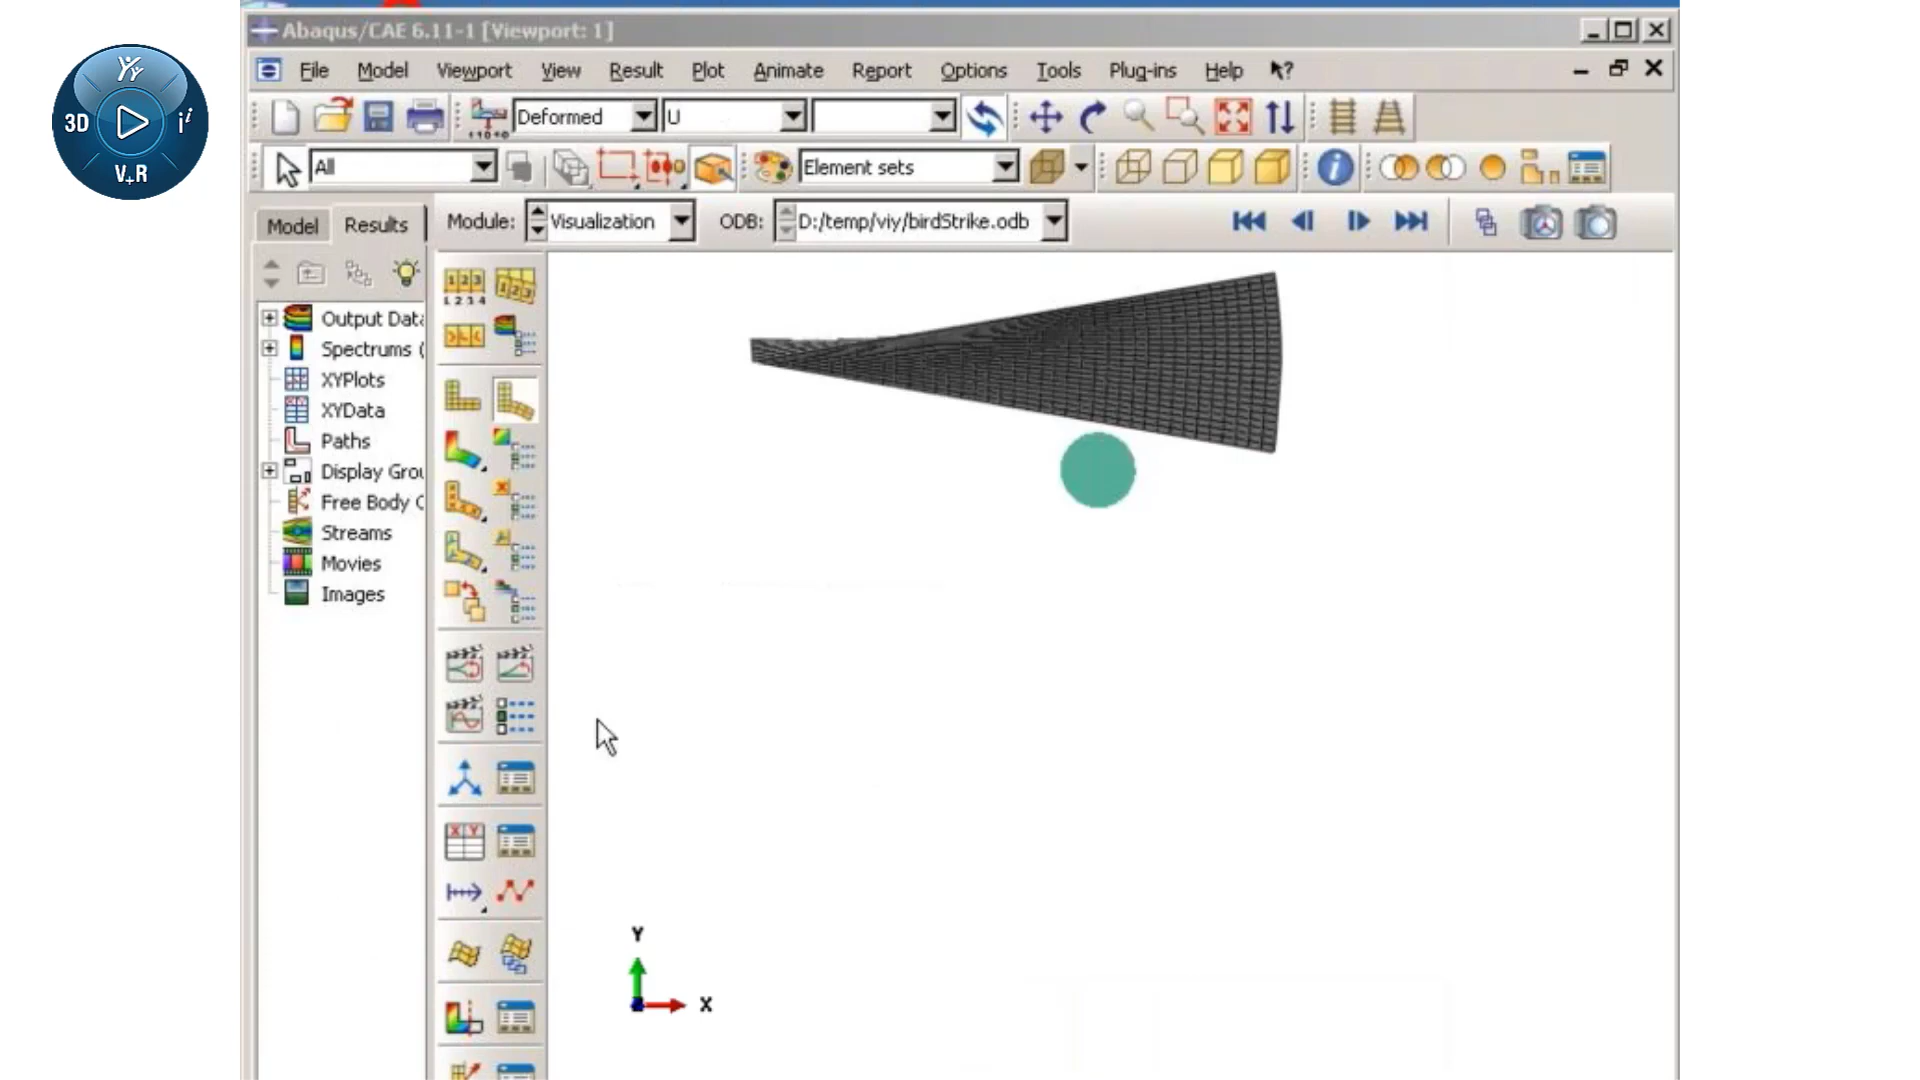 Abaqus/CAE 6.11-1 [Viewport: 1]
File Model Viewport View Result Plot Animate Report Options Tools Plug-ins Help
Deformed U
All Element sets
Model Results Module: Visualization ODB: D:/temp/viy/birdStrike.odb
Output Data
Spectrums (
XYPlots
XYData
Paths
Display Grou
Free Body C
Streams
Movies
Images
3D
V+R
Y
X